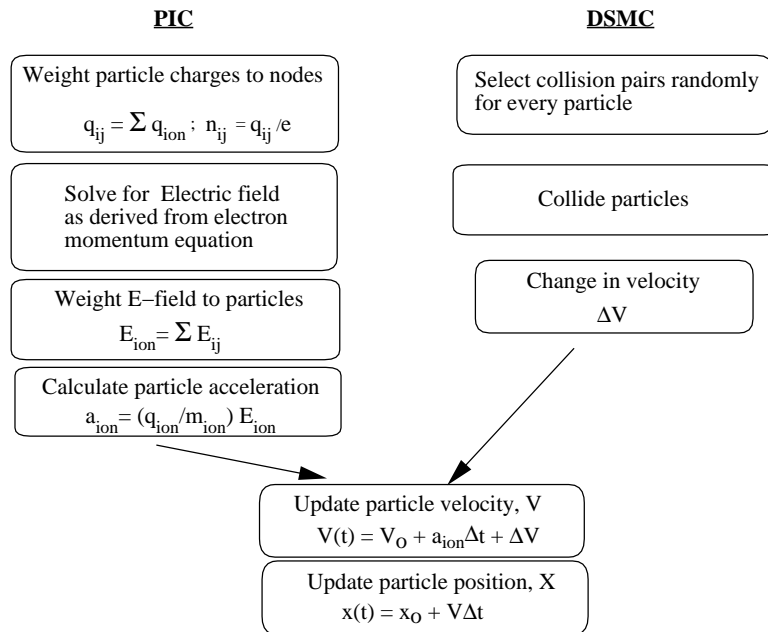 PIC
Weight particle charges to nodes
q_ij = Σ q_ion ; n_ij = q_ij /e
Solve for Electric field
as derived from electron
momentum equation
Weight E−field to particles
E_ion = Σ E_ij
Calculate particle acceleration
a_ion = (q_ion/m_ion) E_ion
DSMC
Select collision pairs randomly
for every particle
Collide particles
Change in velocity
ΔV
Update particle velocity, V
V(t) = V_o + a_ion Δt + ΔV
Update particle position, X
x(t) = x_o + VΔt